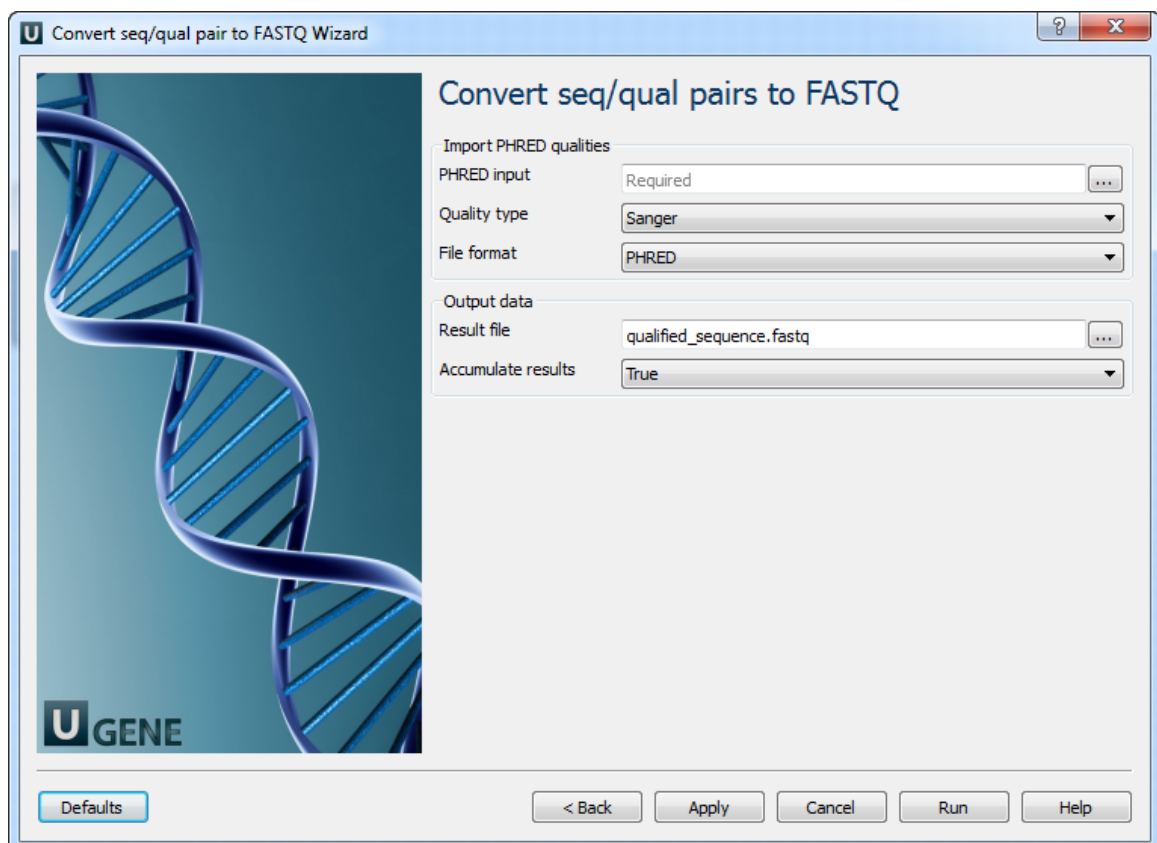 U Convert seq/qual pair to FASTQ Wizard
?
X
Convert seq/qual pairs to FASTQ
Import PHRED qualities
PHRED input Required ...
Quality type Sanger
File format PHRED
Output data
Result file qualified_sequence.fastq ...
Accumulate results True
U GENE
Defaults < Back Apply Cancel Run Help